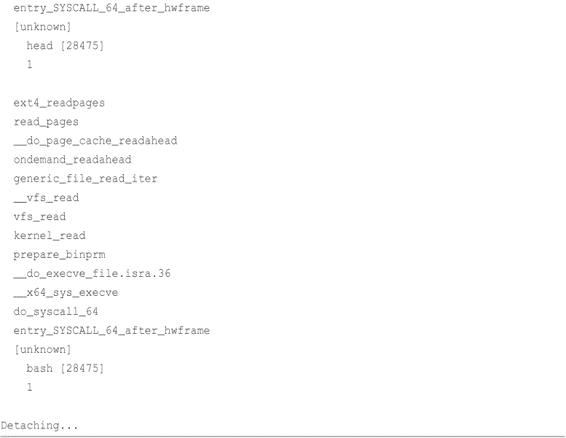 entry_SYSCALL_64_after_hwframe
[unknown]
head [28475]
1
ext4_readpages
read_pages
__do_page_cache_readahead
ondemand_readahead
generic_file_read_iter
__vfs_read
vfs_read
kernel_read
prepare_binprm
__do_execve_file.isra.36
__x64_sys_execve
do_syscall_64
entry_SYSCALL_64_after_hwframe
[unknown]
bash [28475]
1
Detaching...